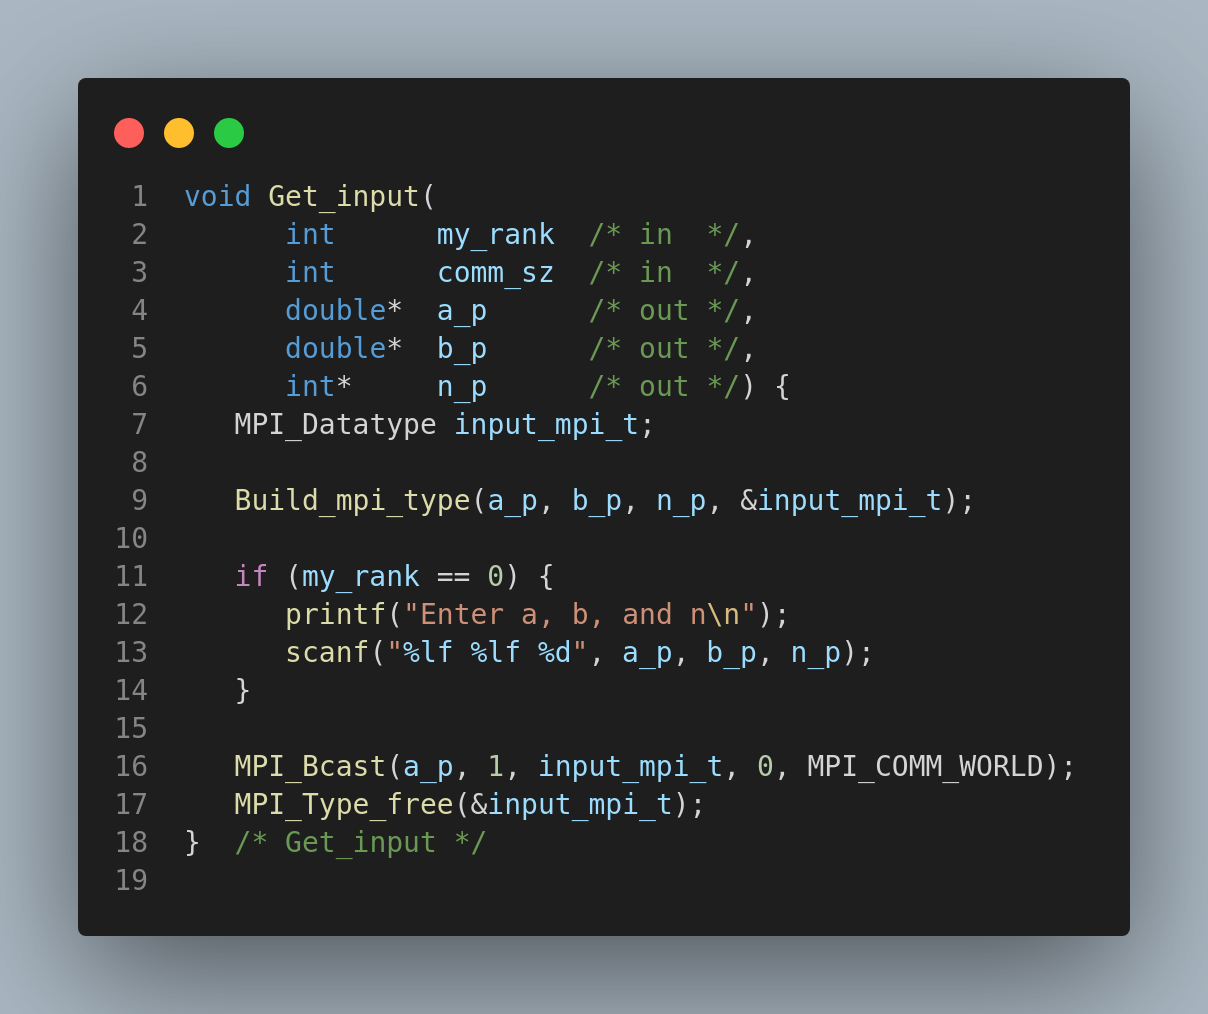 1 void Get_input(
2       int      my_rank  /* in  */,
3       int      comm_sz  /* in  */,
4       double*  a_p      /* out */,
5       double*  b_p      /* out */,
6       int*     n_p      /* out */) {
7    MPI_Datatype input_mpi_t;
8
9    Build_mpi_type(a_p, b_p, n_p, &input_mpi_t);
10
11    if (my_rank == 0) {
12       printf("Enter a, b, and n\\n");
13       scanf("%lf %lf %d", a_p, b_p, n_p);
14    }
15
16    MPI_Bcast(a_p, 1, input_mpi_t, 0, MPI_COMM_WORLD);
17    MPI_Type_free(&input_mpi_t);
18 }  /* Get_input */
19